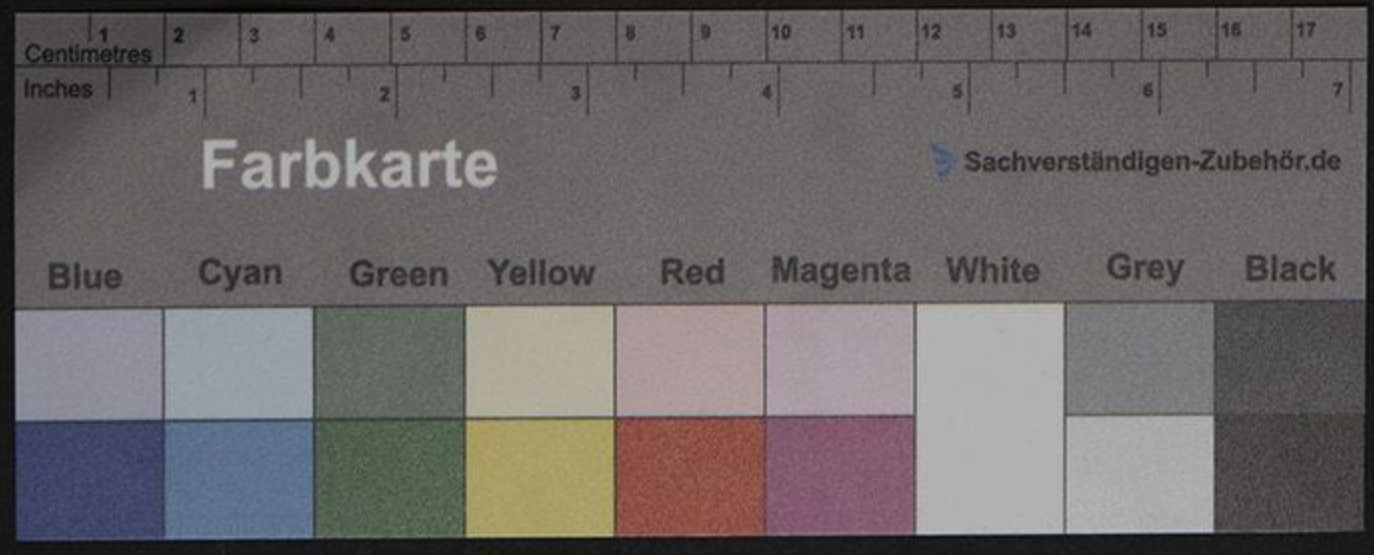 1 2 3 4 5 6 7 8 9 10 11 12 13 14 15 16 17
Centimetres
Inches
1 2 3 4 5 6 7
Farbkarte
Sachverständigen-Zubehör.de
Blue Cyan Green Yellow Red Magenta White Grey Black